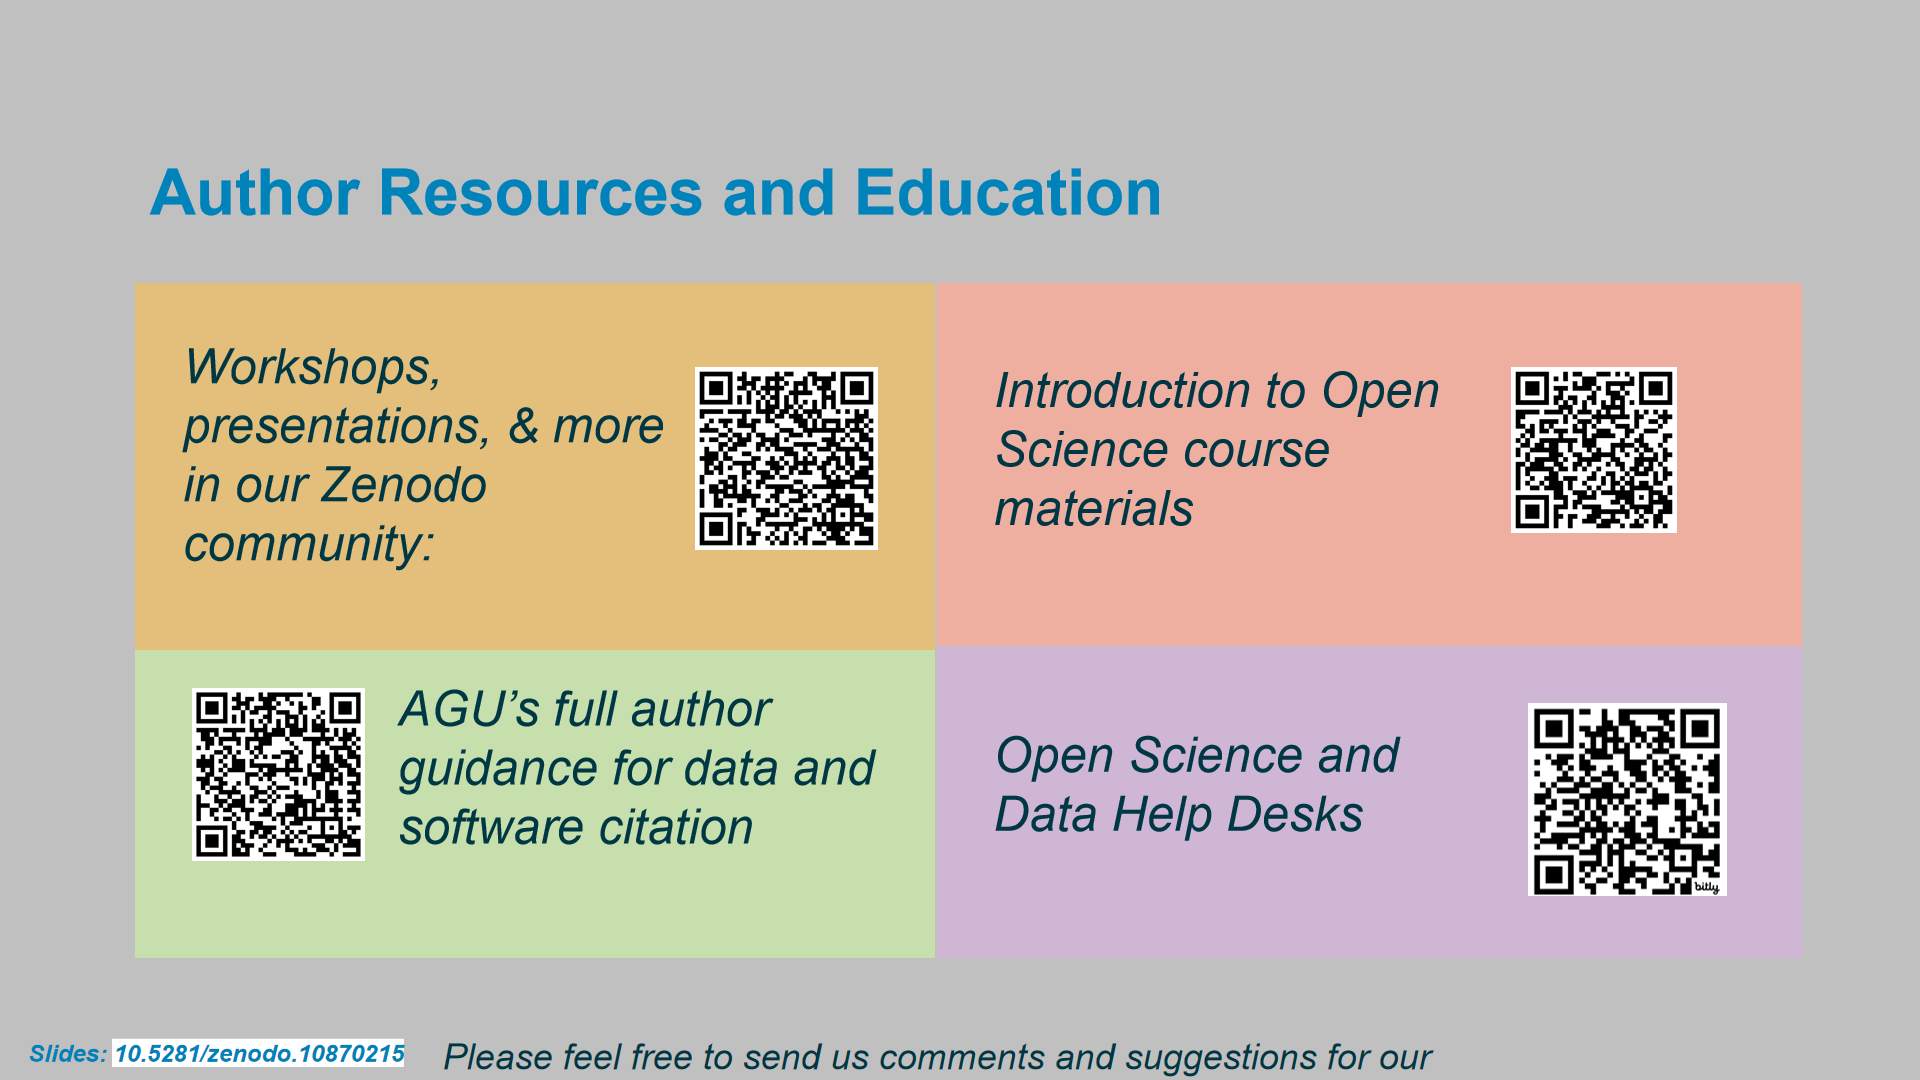 Author Resources and Education
Workshops,
presentations, & more
in our Zenodo
community:
Introduction to Open
Science course
materials
AGU’s full author
guidance for data and
software citation
Open Science and
Data Help Desks
bitly
Slides: 10.5281/zenodo.10870215
Please feel free to send us comments and suggestions for our